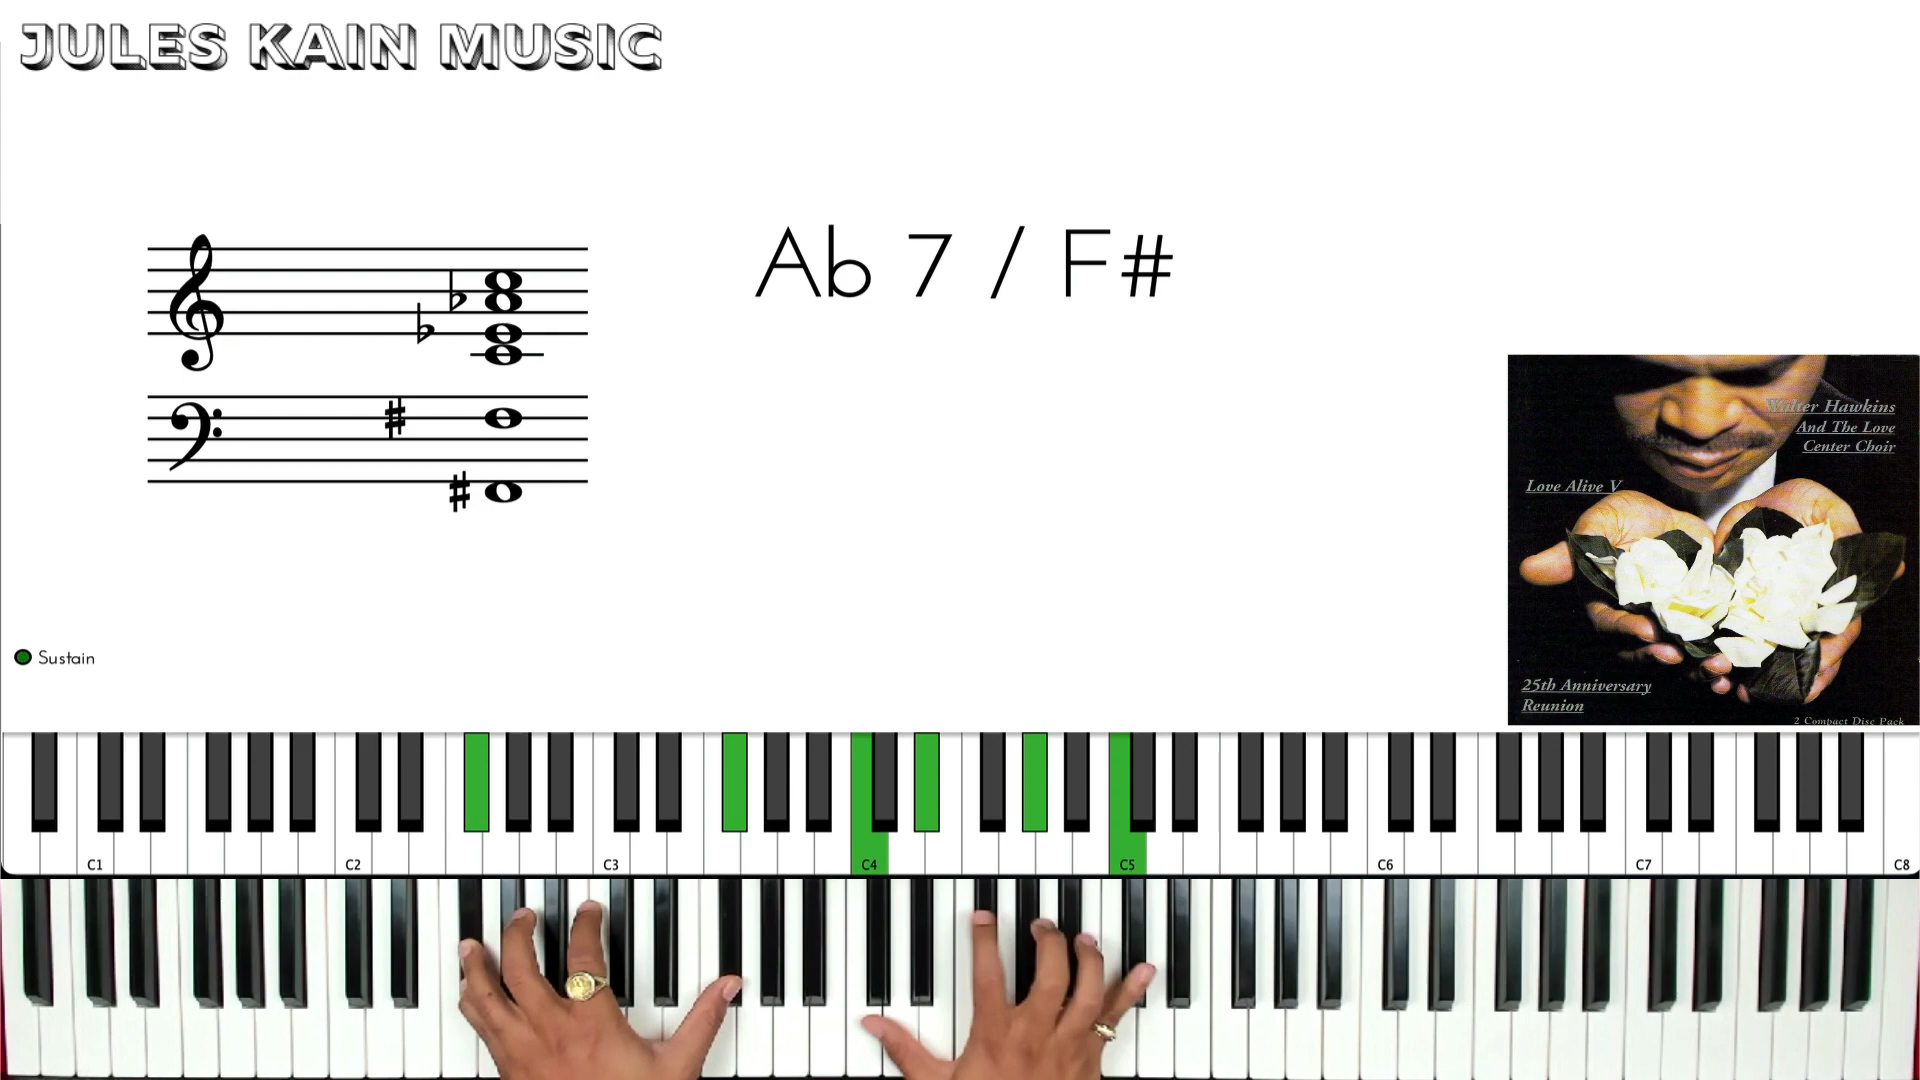 JULES KAIN MUSIC
Ab 7 / F#
Walter Hawkins
And The Love
Center Choir
Love Alive V
Sustain
25th Anniversary
Reunion
2 Compact Disc Pack
C1 C2 C3 C4 C5 C6 C7 C8